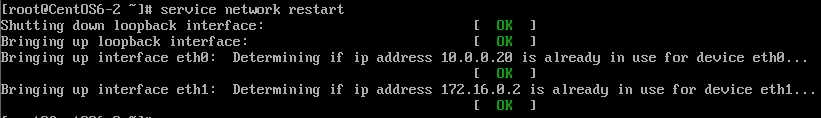 [root@CentOS6-2 ~]# service network restart
Shutting down loopback interface:                          [  OK  ]
Bringing up loopback interface:                            [  OK  ]
Bringing up interface eth0:  Determining if ip address 10.0.0.20 is already in use for device eth0...
                                                           [  OK  ]
Bringing up interface eth1:  Determining if ip address 172.16.0.2 is already in use for device eth1...
                                                           [  OK  ]